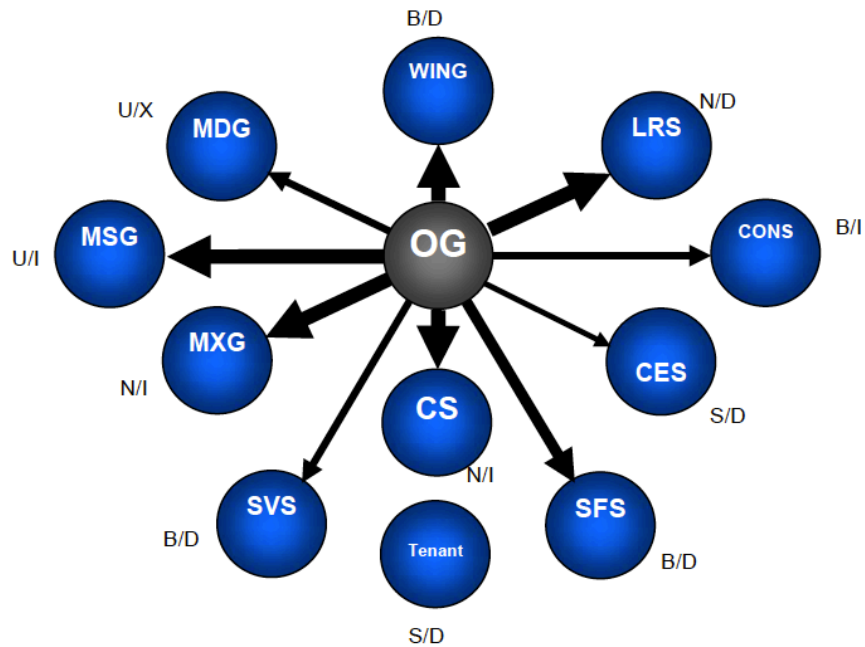 B/D
WING
U/X
MDG
N/D
LRS
MSG
U/I
OG
CONS
B/I
MXG
N/I
CES
S/D
CS
N/I
SVS
B/D
SFS
B/D
Tenant
S/D